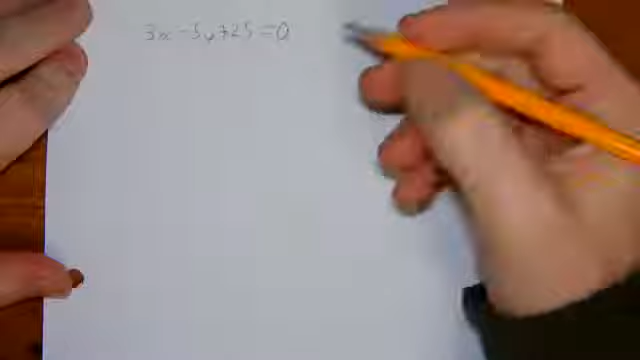 3x - 5y + 25 = 0